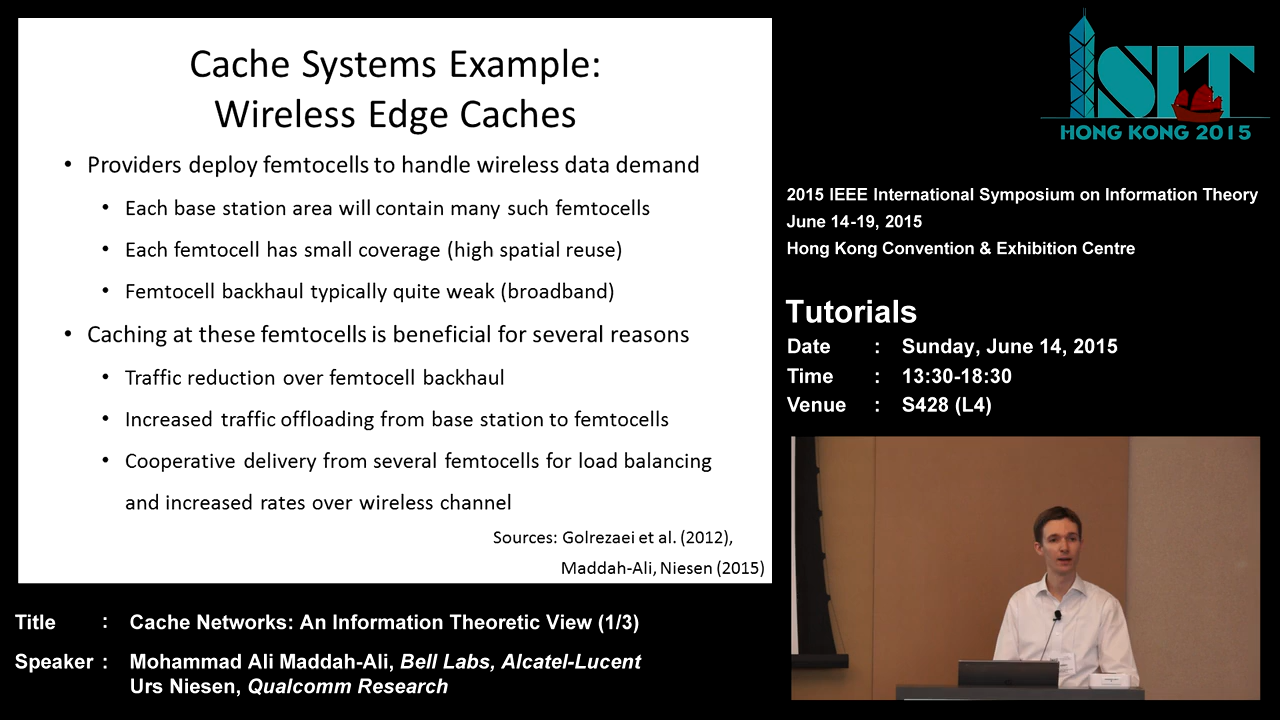 Cache Systems Example:
Wireless Edge Caches
• Providers deploy femtocells to handle wireless data demand
• Each base station area will contain many such femtocells
• Each femtocell has small coverage (high spatial reuse)
• Femtocell backhaul typically quite weak (broadband)
• Caching at these femtocells is beneficial for several reasons
• Traffic reduction over femtocell backhaul
• Increased traffic offloading from base station to femtocells
• Cooperative delivery from several femtocells for load balancing
and increased rates over wireless channel
Sources: Golrezaei et al. (2012),
Maddah-Ali, Niesen (2015)
ISIT
HONG KONG 2015
2015 IEEE International Symposium on Information Theory
June 14-19, 2015
Hong Kong Convention & Exhibition Centre
Tutorials
Date : Sunday, June 14, 2015
Time : 13:30-18:30
Venue : S428 (L4)
Title : Cache Networks: An Information Theoretic View (1/3)
Speaker : Mohammad Ali Maddah-Ali, Bell Labs, Alcatel-Lucent
Urs Niesen, Qualcomm Research